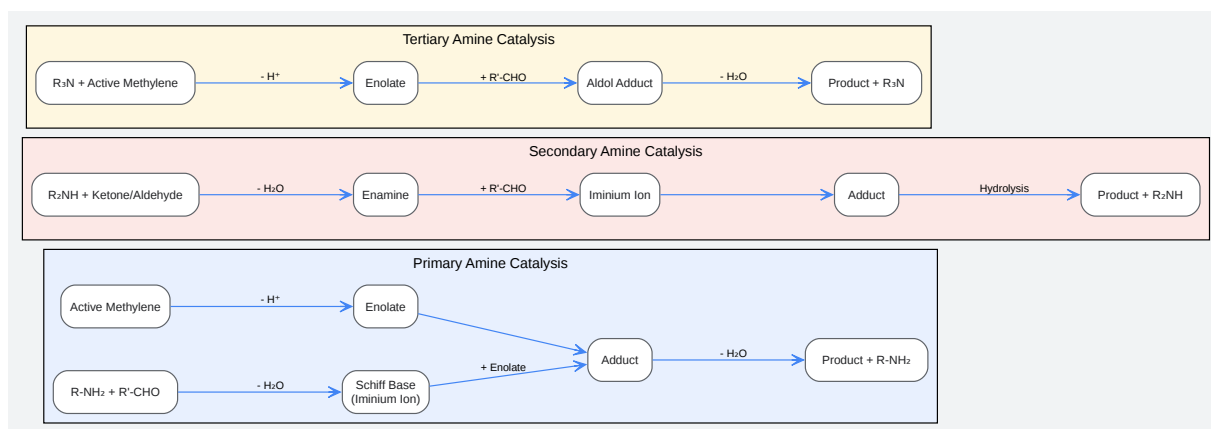 Tertiary Amine Catalysis
R₃N + Active Methylene
- H⁺
Enolate
+ R'-CHO
Aldol Adduct
- H₂O
Product + R₃N
Secondary Amine Catalysis
R₂NH + Ketone/Aldehyde
- H₂O
Enamine
+ R'-CHO
Iminium Ion
Adduct
Hydrolysis
Product + R₂NH
Primary Amine Catalysis
Active Methylene
- H⁺
Enolate
R-NH₂ + R'-CHO
- H₂O
Schiff Base
(Iminium Ion)
+ Enolate
Adduct
- H₂O
Product + R-NH₂